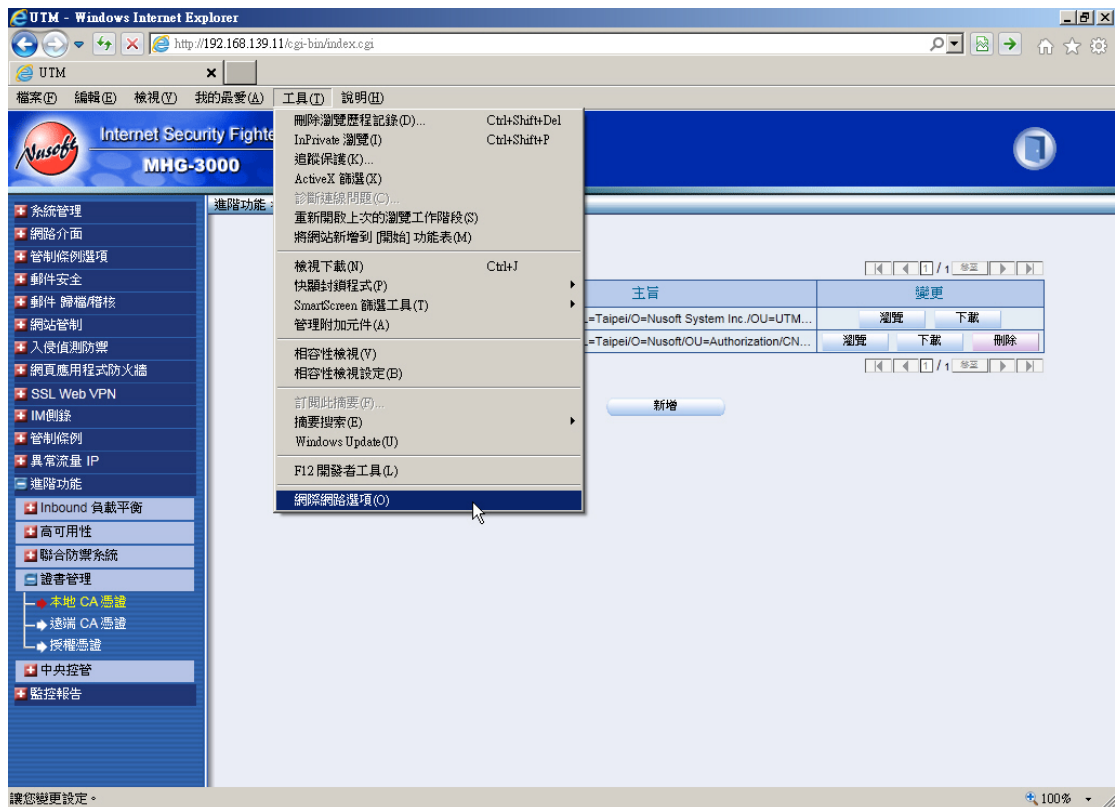 UTM - Windows Internet Explorer
http://192.168.139.11/cgi-bin/index.cgi
UTM
檔案(F) 編輯(E) 檢視(V) 我的最愛(A) 工具(T) 說明(H)
Nusoft
Internet Security Fighte
MHG-3000
刪除瀏覽歷程記錄(D)... Ctrl+Shift+Del
InPrivate 瀏覽(I) Ctrl+Shift+P
追蹤保護(K)...
ActiveX 篩選(X)
診斷連線問題(C)...
重新開啟上次的瀏覽工作階段(S)
將網站新增到 [開始] 功能表(M)
檢視下載(N) Ctrl+J
快顯封鎖程式(P)
SmartScreen 篩選工具(T)
管理附加元件(A)
相容性檢視(V)
相容性檢視設定(B)
訂閱此摘要(F)...
摘要搜索(E)
Windows Update(U)
F12 開發者工具(L)
網際網路選項(O)
系統管理
網路介面
管制條例選項
郵件安全
郵件 歸檔/稽核
網站管制
入侵偵測防禦
網頁應用程式防火牆
SSL Web VPN
IM側錄
管制條例
異常流量 IP
進階功能
Inbound 負載平衡
高可用性
聯合防禦系統
證書管理
本地 CA 憑證
遠端 CA 憑證
授權憑證
中央控管
監控報告
進階功能 :
1 / 1 移至
主旨 變更
L=Taipei/O=Nusoft System Inc./OU=UTM... 瀏覽 下載
=Taipei/O=Nusoft/OU=Authorization/CN... 瀏覽 下載 刪除
1 / 1 移至
新增
讓您變更設定。
100%